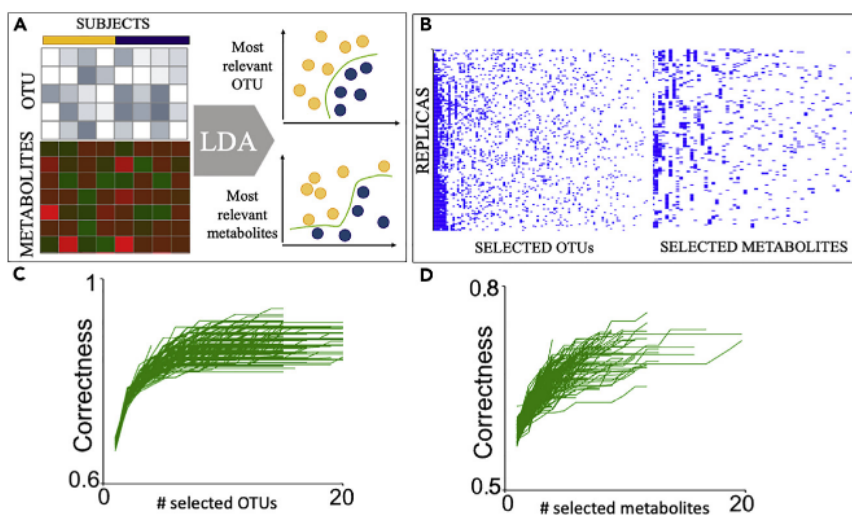 A
SUBJECTS
OTU
METABOLITES
LDA
Most
relevant
OTU
Most
relevant
metabolites
B
REPLICAS
SELECTED OTUs
SELECTED METABOLITES
C
1
Correctness
0.6
# selected OTUs
20
D
0.8
Correctness
0.5
0
# selected metabolites
20